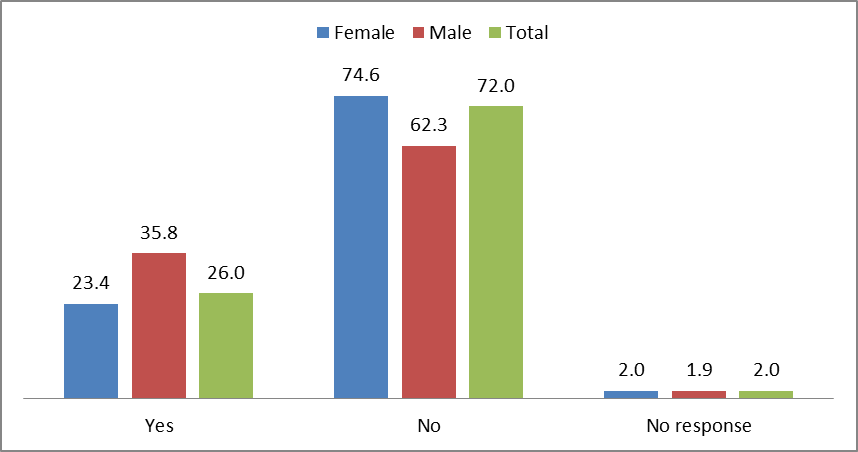 Female Male Total
74.6
72.0
62.3
35.8
26.0
23.4
2.0 1.9 2.0
Yes No No response